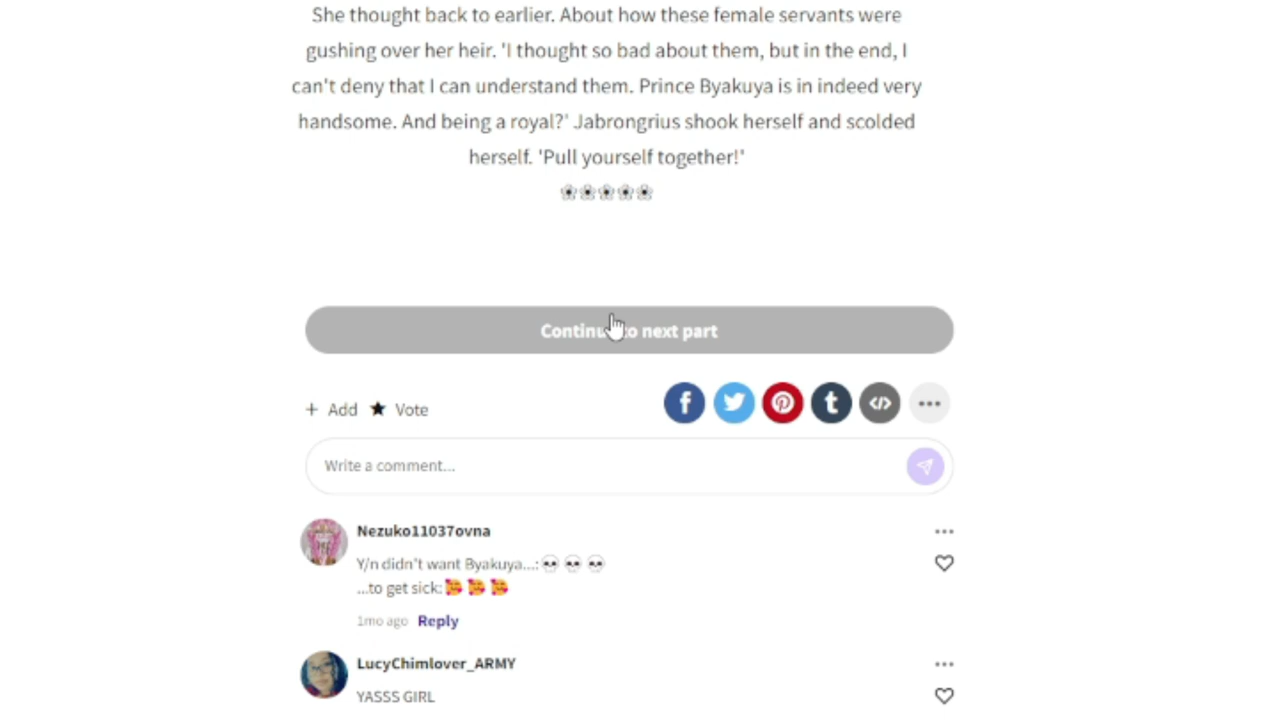 She thought back to earlier. About how these female servants were
gushing over her heir. 'I thought so bad about them, but in the end, I
can't deny that I can understand them. Prince Byakuya is in indeed very
handsome. And being a royal?' Jabrongrius shook herself and scolded
herself. 'Pull yourself together!'
❀❀❀❀❀
Continue to next part
+ Add ★ Vote
Write a comment...
Nezuko11037ovna
Y/n didn't want Byakuya...:💀 💀 💀
...to get sick:🥰 🥰 🥰
1mo ago Reply
LucyChimlover_ARMY
YASSS GIRL